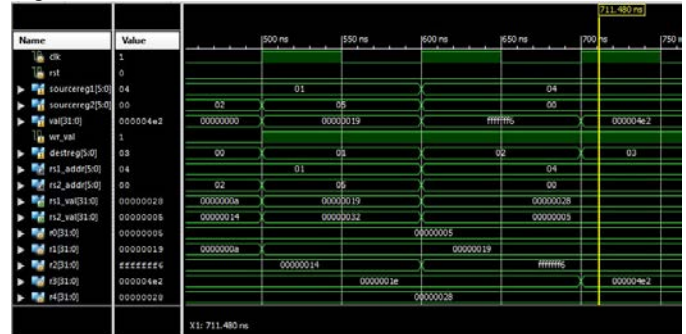 711.480 ns
Name Value 500 ns 550 ns 600 ns 650 ns 700 ns 750 n
clk 1
rst 0
sourcereg1[5:0] 04 01 04
sourcereg2[5:0] 00 02 05 00
val[31:0] 000004e2 00000000 00000019 fffffff6 000004e2
wr_val 1
destreg[5:0] 03 00 01 02 03
rs1_addr[5:0] 04 01 04
rs2_addr[5:0] 00 02 05 00
rs1_val[31:0] 00000028 0000000a 00000019 00000028
rs2_val[31:0] 00000005 00000014 00000032 00000005
r0[31:0] 00000005 00000005
r1[31:0] 00000019 0000000a 00000019
r2[31:0] fffffff6 00000014 fffffff6
r3[31:0] 000004e2 0000001e 000004e2
r4[31:0] 00000028 00000028
X1: 711.480 ns